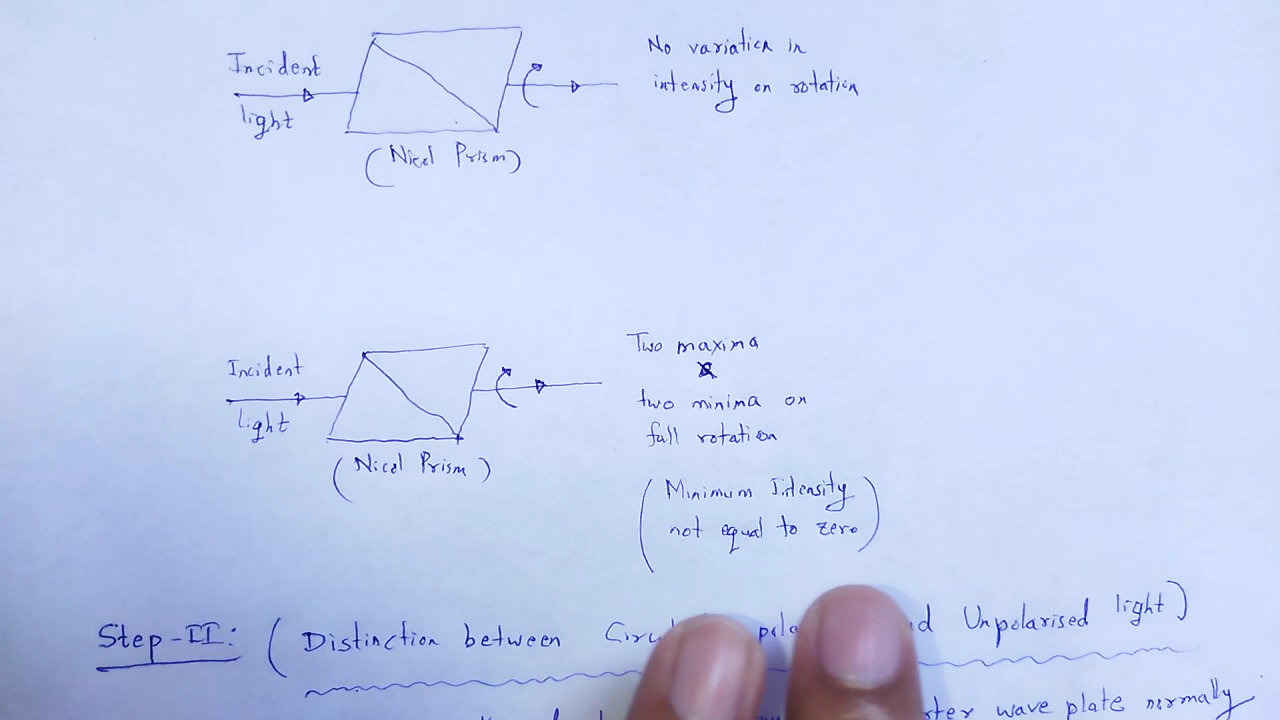 Incident
light
(Nicol Prism)
No variation in
intensity on rotation
Incident
light
(Nicol Prism)
Two maxima
&
two minima on
full rotation
(Minimum Intensity
not equal to zero)
Step-II: (Distinction between Unpolarised light)
wave plate normally